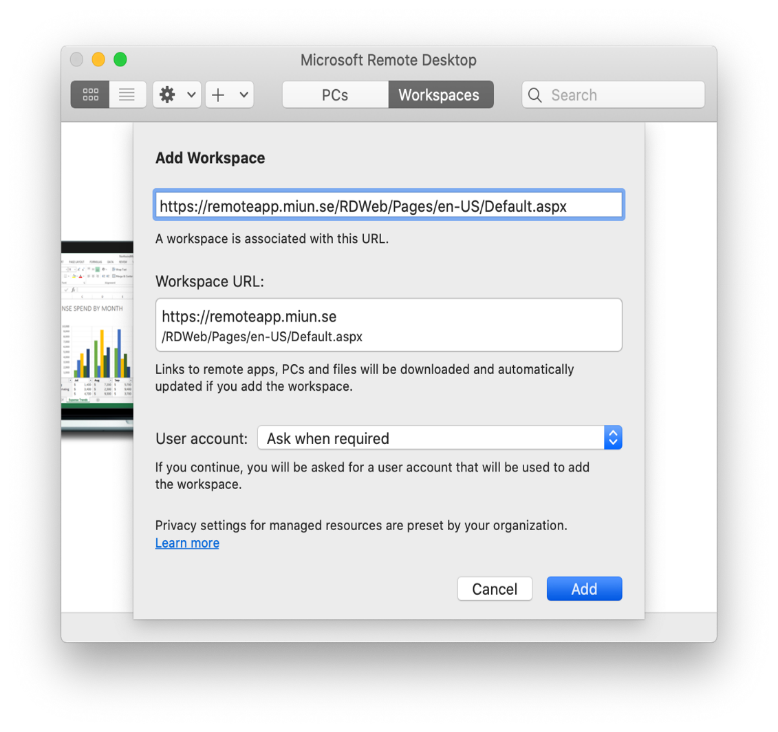 Microsoft Remote Desktop
PCs
Workspaces
Search
Add Workspace
https://remoteapp.miun.se/RDWeb/Pages/en-US/Default.aspx
A workspace is associated with this URL.
Workspace URL:
https://remoteapp.miun.se
/RDWeb/Pages/en-US/Default.aspx
Links to remote apps, PCs and files will be downloaded and automatically
updated if you add the workspace.
User account:
Ask when required
If you continue, you will be asked for a user account that will be used to add
the workspace.
Privacy settings for managed resources are preset by your organization.
Learn more
Cancel
Add
NSE SPEND BY MONTH